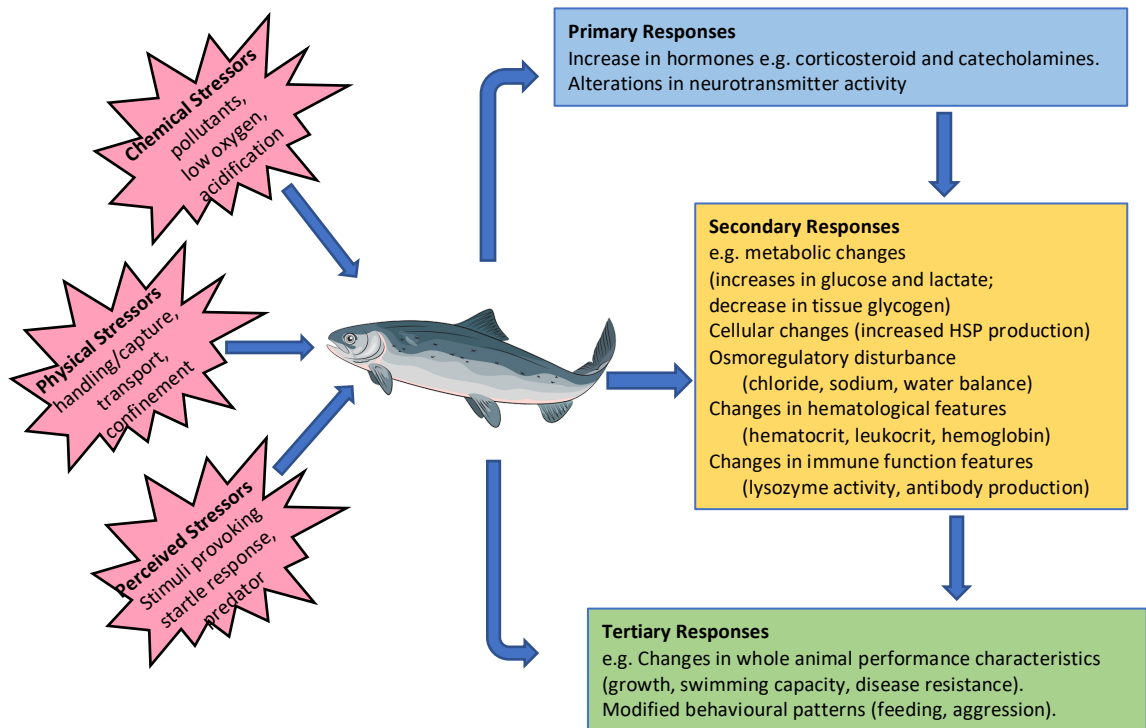 Chemical Stressors
pollutants,
low oxygen,
acidification
Physical Stressors
handling/capture,
transport,
confinement
Perceived Stressors
Stimuli provoking
startle response,
predator
Primary Responses
Increase in hormones e.g. corticosteroid and catecholamines.
Alterations in neurotransmitter activity
Secondary Responses
e.g. metabolic changes
(increases in glucose and lactate;
decrease in tissue glycogen)
Cellular changes (increased HSP production)
Osmoregulatory disturbance
(chloride, sodium, water balance)
Changes in hematological features
(hematocrit, leukocrit, hemoglobin)
Changes in immune function features
(lysozyme activity, antibody production)
Tertiary Responses
e.g. Changes in whole animal performance characteristics
(growth, swimming capacity, disease resistance).
Modified behavioural patterns (feeding, aggression).